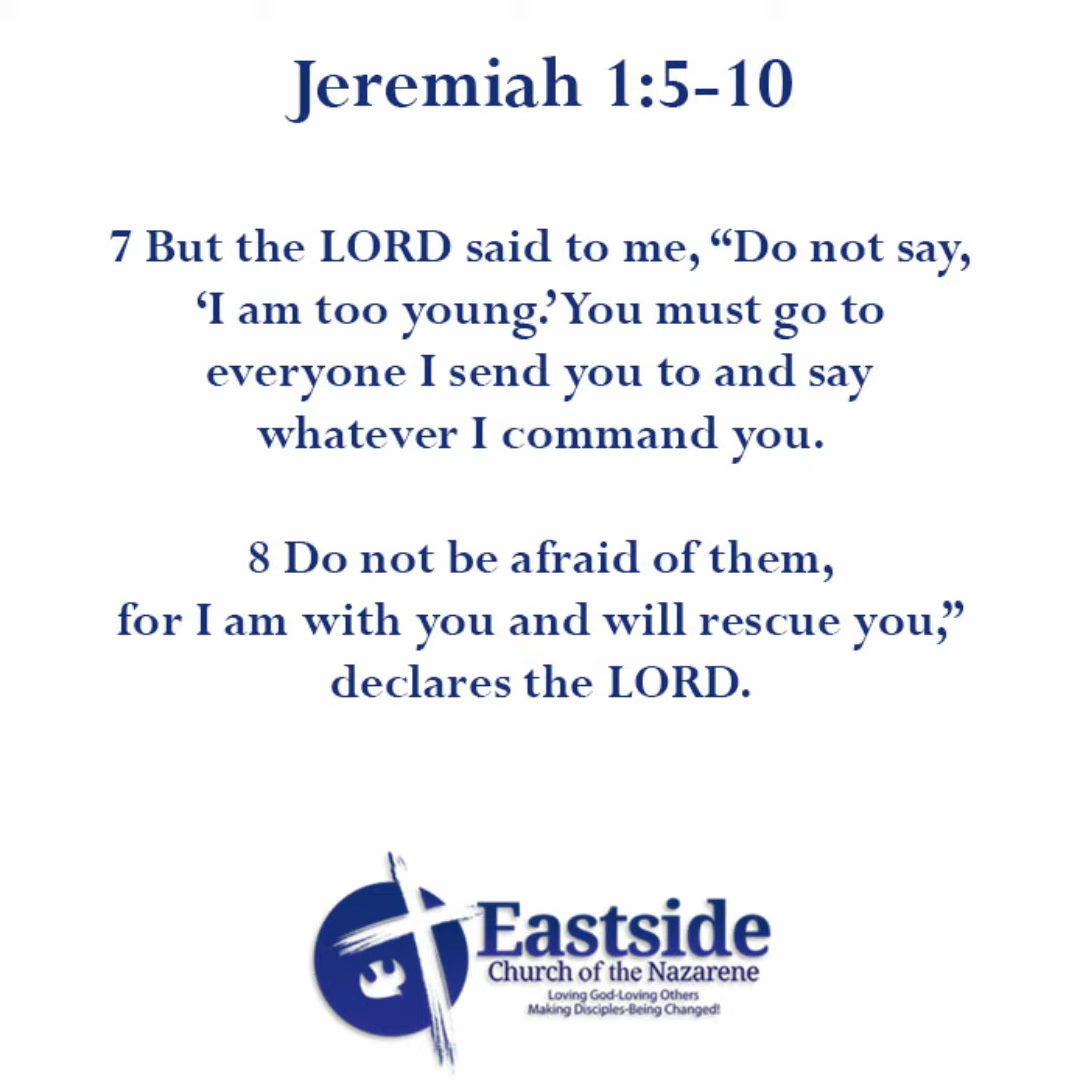 Jeremiah 1:5-10
7 But the LORD said to me, “Do not say,
‘I am too young.’ You must go to
everyone I send you to and say
whatever I command you.
8 Do not be afraid of them,
for I am with you and will rescue you,”
declares the LORD.
Eastside
Church of the Nazarene
Loving God-Loving Others
Making Disciples-Being Changed!